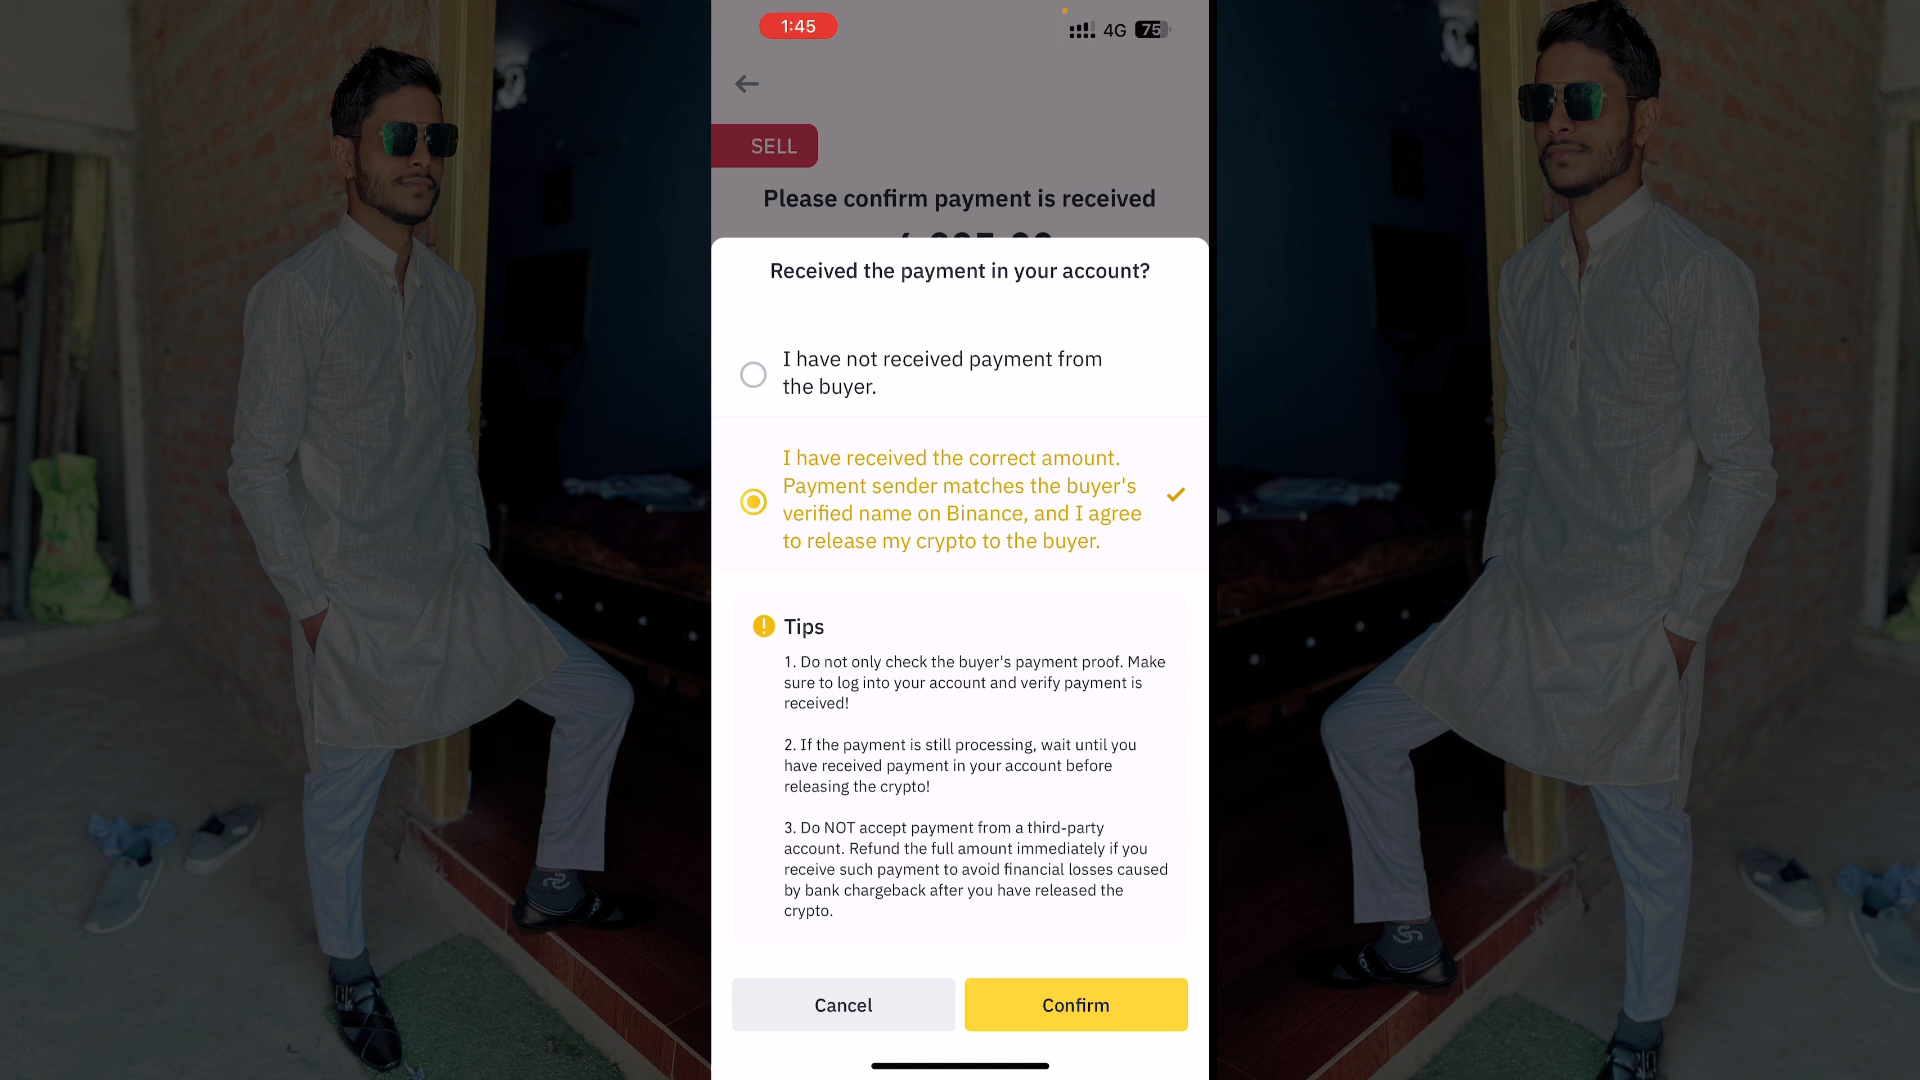 1:45
4G 75
SELL
Please confirm payment is received
Received the payment in your account?
I have not received payment from
the buyer.
I have received the correct amount.
Payment sender matches the buyer's
verified name on Binance, and I agree
to release my crypto to the buyer.
Tips
1. Do not only check the buyer's payment proof. Make
sure to log into your account and verify payment is
received!
2. If the payment is still processing, wait until you
have received payment in your account before
releasing the crypto!
3. Do NOT accept payment from a third-party
account. Refund the full amount immediately if you
receive such payment to avoid financial losses caused
by bank chargeback after you have released the
crypto.
Cancel
Confirm